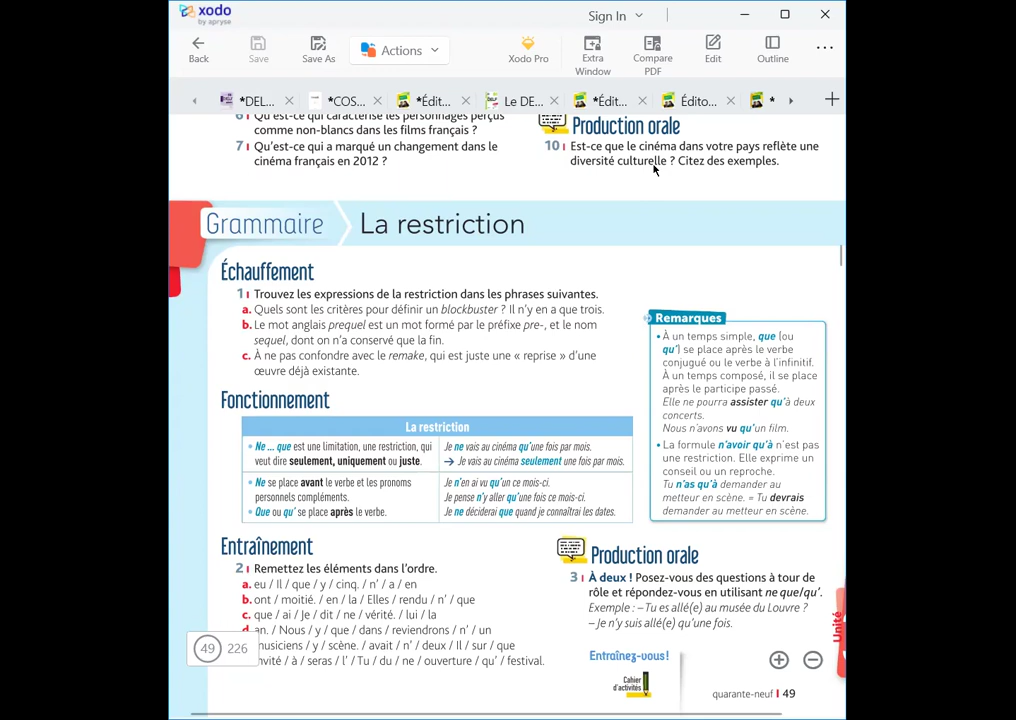 xodo
by apryse
Sign In
Back
Save
Save As
Actions
Xodo Pro
Extra
Window
Compare
PDF
Edit
Outline
*DEL...
*COS...
*Édit...
Le DE...
*Édit...
Édito...
*
6 Qu'est-ce qui caractérise les personnages perçus
comme non-blancs dans les films français ?
7 Qu'est-ce qui a marqué un changement dans le
cinéma français en 2012 ?
Production orale
10 Est-ce que le cinéma dans votre pays reflète une
diversité culturelle ? Citez des exemples.
Grammaire
La restriction
Échauffement
1 Trouvez les expressions de la restriction dans les phrases suivantes.
a. Quels sont les critères pour définir un blockbuster ? Il n'y en a que trois.
b. Le mot anglais prequel est un mot formé par le préfixe pre-, et le nom
sequel, dont on n'a conservé que la fin.
c. À ne pas confondre avec le remake, qui est juste une « reprise » d'une
œuvre déjà existante.
Fonctionnement
La restriction
• Ne ... que est une limitation, une restriction, qui
veut dire seulement, uniquement ou juste.
Je ne vais au cinéma qu'une fois par mois.
→ Je vais au cinéma seulement une fois par mois.
• Ne se place avant le verbe et les pronoms
personnels compléments.
• Que ou qu' se place après le verbe.
Je n'en ai vu qu'un ce mois-ci.
Je pense n'y aller qu'une fois ce mois-ci.
Je ne déciderai que quand je connaîtrai les dates.
Remarques
• À un temps simple, que (ou
qu') se place après le verbe
conjugué ou le verbe à l'infinitif.
À un temps composé, il se place
après le participe passé.
Elle ne pourra assister qu'à deux
concerts.
Nous n'avons vu qu'un film.
• La formule n'avoir qu'à n'est pas
une restriction. Elle exprime un
conseil ou un reproche.
Tu n'as qu'à demander au
metteur en scène. = Tu devrais
demander au metteur en scène.
Entraînement
2 Remettez les éléments dans l'ordre.
a. eu / Il / que / y / cinq. / n' / a / en
b. ont / moitié. / en / la / Elles / rendu / n' / que
c. que / ai / Je / dit / ne / vérité. / lui / la
d. an. / Nous / y / que / dans / reviendrons / n' / un
musiciens / y / scène. / avait / n' / deux / Il / sur / que
nvité / à / seras / l' / Tu / du / ne / ouverture / qu' / festival.
Production orale
3 À deux ! Posez-vous des questions à tour de
rôle et répondez-vous en utilisant ne que/qu'.
Exemple : – Tu es allé(e) au musée du Louvre ?
– Je n'y suis allé(e) qu'une fois.
Entraînez-vous !
Cahier
d'activités
Unité
49 226
quarante-neuf 49